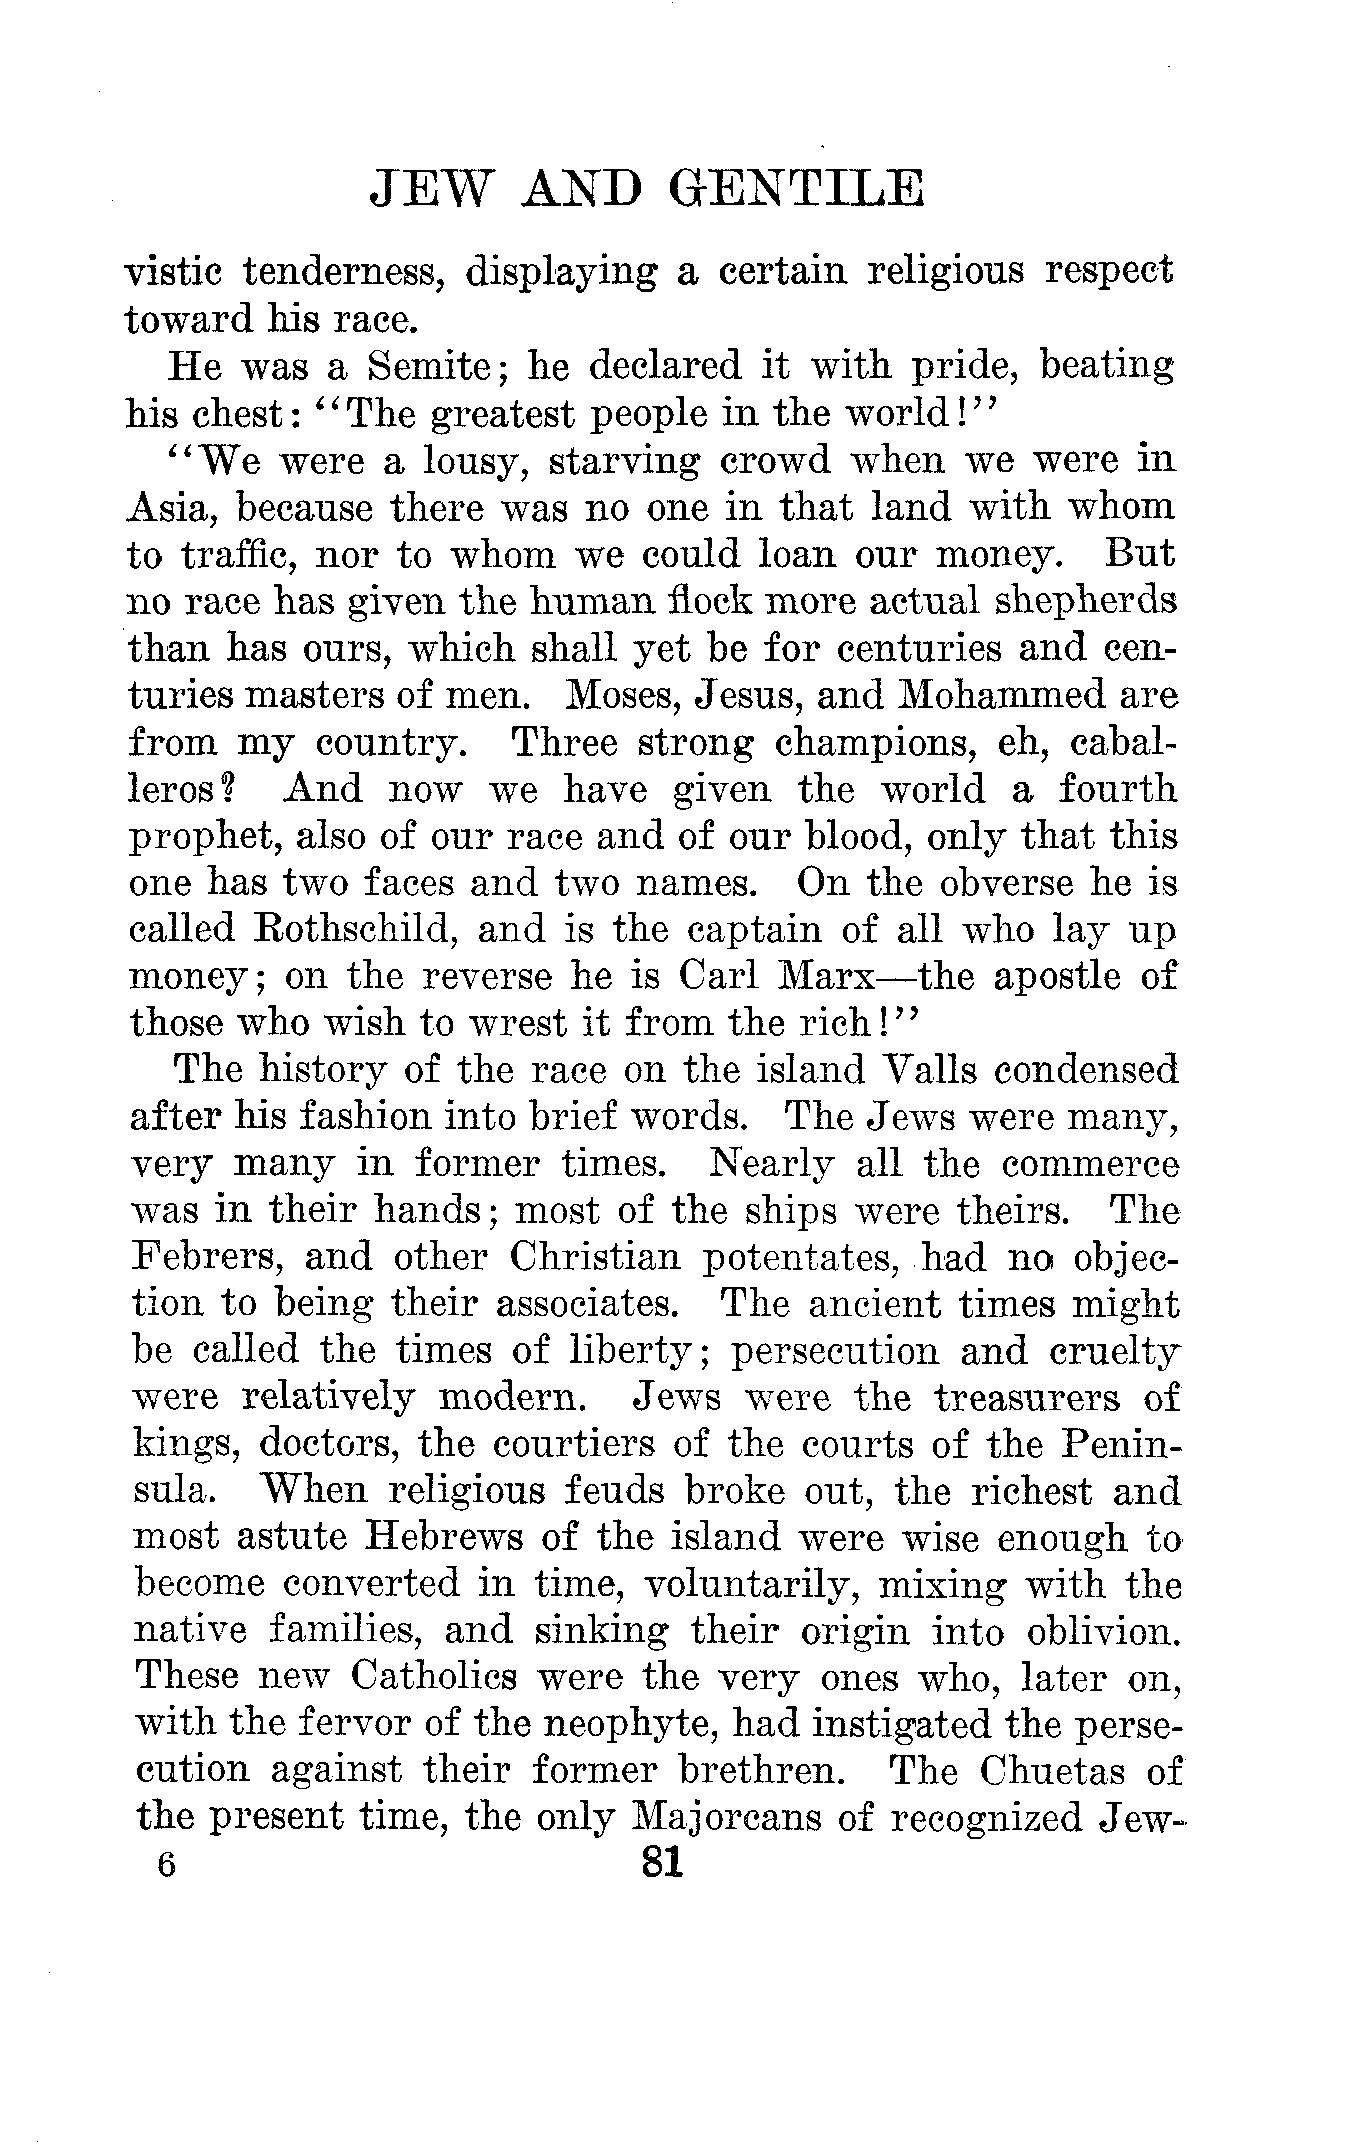 JEW AND GENTILE
vistic tenderness, displaying a certain religious respect
toward his race.
He was a Semite; he declared it with pride, beating
his chest: "The greatest people in the world!"
"We were a lousy, starving crowd when we were in
Asia, because there was no one in that land with whom
to traffic, nor to whom we could loan our money. But
no race has given the human flock more actual shepherds
than has ours, which shall yet be for centuries and cen-
turies masters of men. Moses, Jesus, and Mohammed are
from my country. Three strong champions, eh, cabal-
leros? And now we have given the world a fourth
prophet, also of our race and of our blood, only that this
one has two faces and two names. On the obverse he is
called Rothschild, and is the captain of all who lay up
money; on the reverse he is Carl Marx—the apostle of
those who wish to wrest it from the rich!"
The history of the race on the island Valls condensed
after his fashion into brief words. The Jews were many,
very many in former times. Nearly all the commerce
was in their hands; most of the ships were theirs. The
Febrers, and other Christian potentates, had no objec-
tion to being their associates. The ancient times might
be called the times of liberty; persecution and cruelty
were relatively modern. Jews were the treasurers of
kings, doctors, the courtiers of the courts of the Penin-
sula. When religious feuds broke out, the richest and
most astute Hebrews of the island were wise enough to
become converted in time, voluntarily, mixing with the
native families, and sinking their origin into oblivion.
These new Catholics were the very ones who, later on,
with the fervor of the neophyte, had instigated the perse-
cution against their former brethren. The Chuetas of
the present time, the only Majorcans of recognized Jew-
6 81